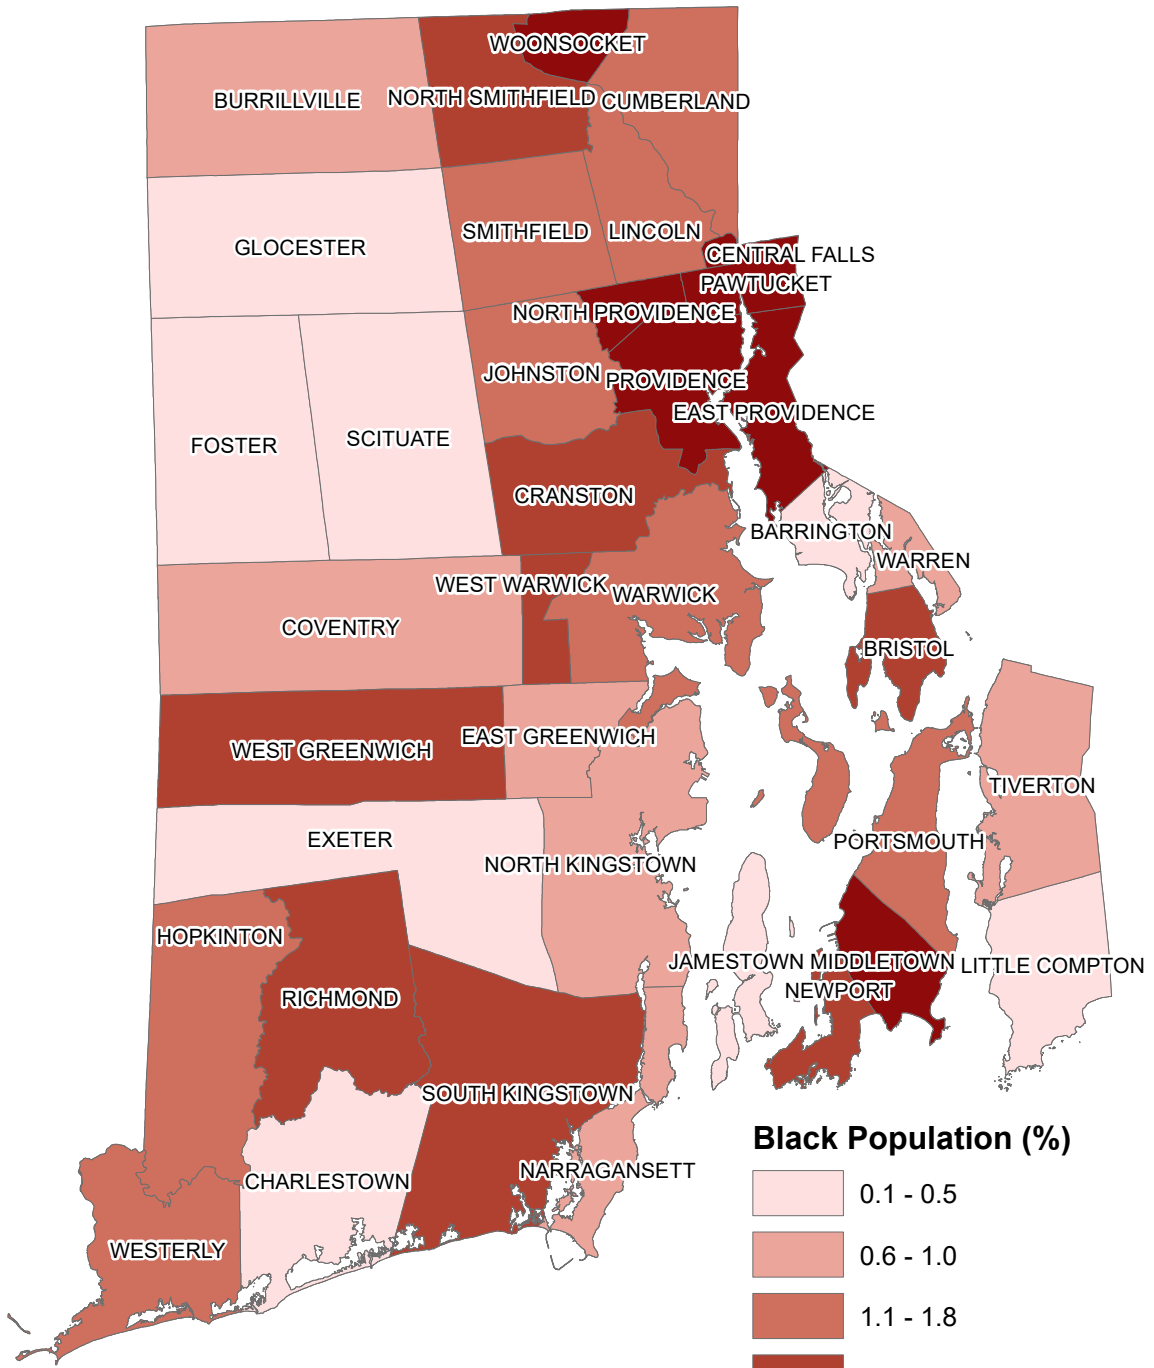 WOONSOCKET
BURRILLVILLE
NORTH SMITHFIELD
CUMBERLAND
SMITHFIELD
LINCOLN
GLOCESTER
CENTRAL FALLS
PAWTUCKET
NORTH PROVIDENCE
JOHNSTON
PROVIDENCE
EAST PROVIDENCE
FOSTER
SCITUATE
CRANSTON
BARRINGTON
WARREN
WEST WARWICK
WARWICK
COVENTRY
BRISTOL
WEST GREENWICH
EAST GREENWICH
TIVERTON
EXETER
PORTSMOUTH
NORTH KINGSTOWN
HOPKINTON
JAMESTOWN
MIDDLETOWN
LITTLE COMPTON
RICHMOND
NEWPORT
SOUTH KINGSTOWN
NARRAGANSETT
CHARLESTOWN
WESTERLY
Black Population (%)
0.1 - 0.5
0.6 - 1.0
1.1 - 1.8